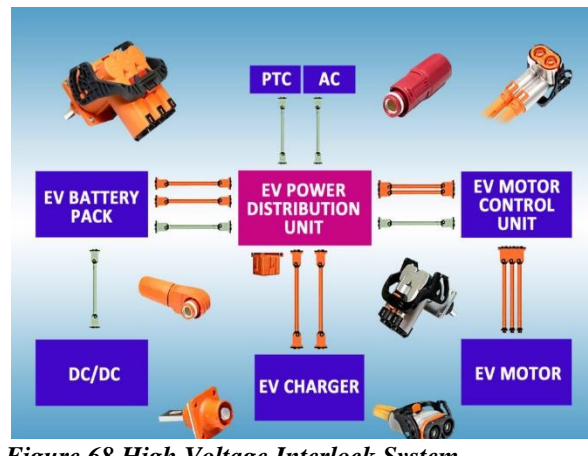 PTC
AC
EV BATTERY
PACK
EV POWER
DISTRIBUTION
UNIT
EV MOTOR
CONTROL
UNIT
DC/DC
EV CHARGER
EV MOTOR
Figure 68 High Voltage Interlock System